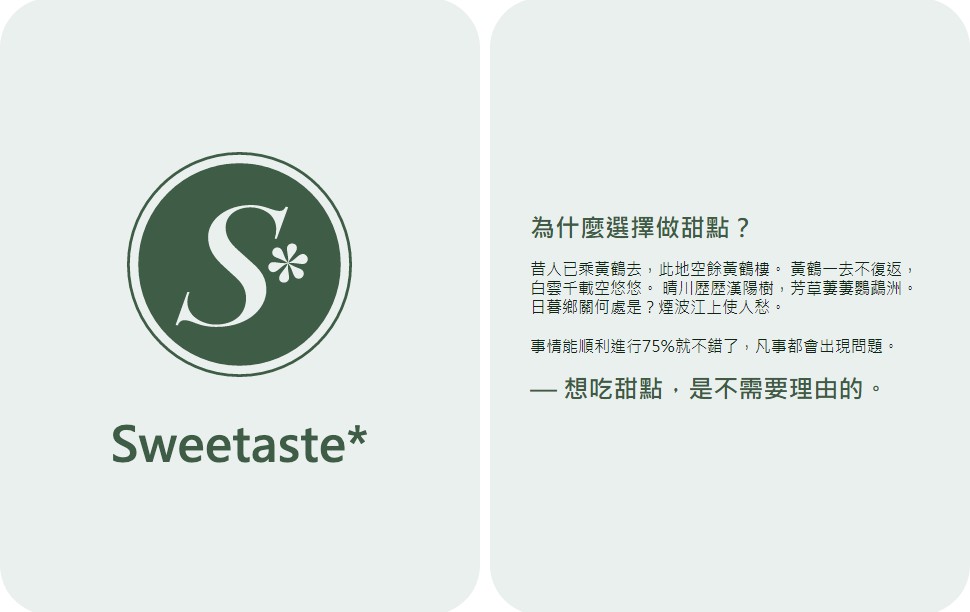 S*
Sweetaste*
為什麼選擇做甜點？
昔人已乘黃鶴去，此地空餘黃鶴樓。 黃鶴一去不復返，
白雲千載空悠悠。 晴川歷歷漢陽樹，芳草萋萋鸚鵡洲。
日暮鄉關何處是？煙波江上使人愁。
事情能順利進行75%就不錯了，凡事都會出現問題。
— 想吃甜點，是不需要理由的。